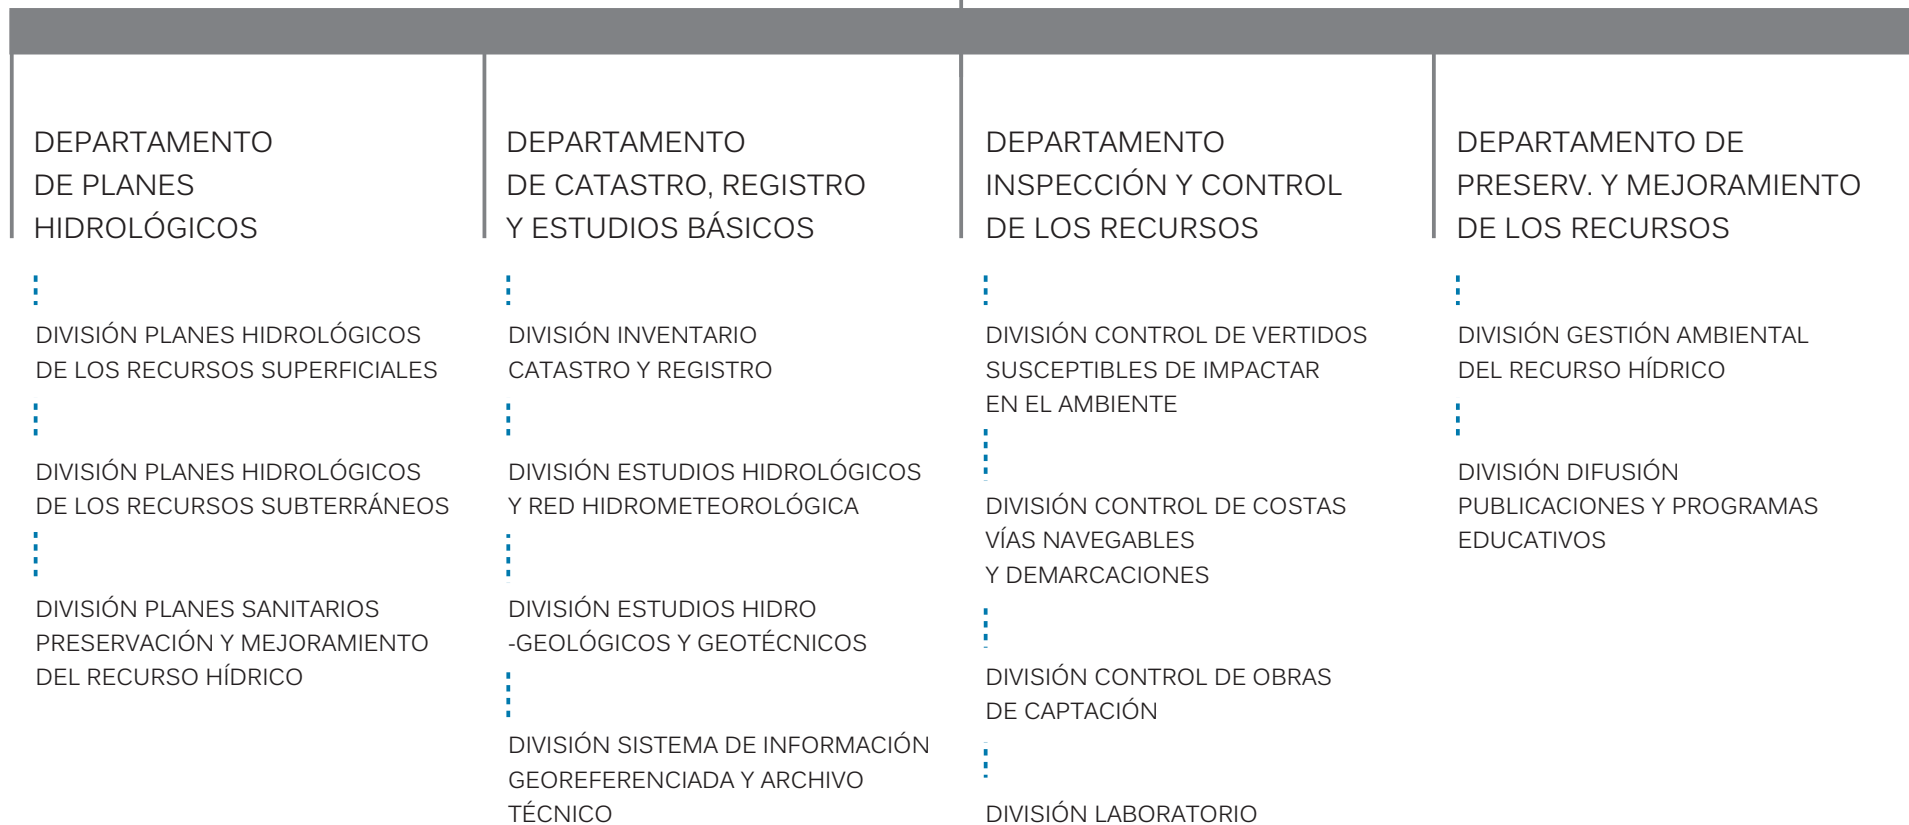 DEPARTAMENTO
DE PLANES
HIDROLÓGICOS
DIVISIÓN PLANES HIDROLÓGICOS
DE LOS RECURSOS SUPERFICIALES
DIVISIÓN PLANES HIDROLÓGICOS
DE LOS RECURSOS SUBTERRÁNEOS
DIVISIÓN PLANES SANITARIOS
PRESERVACIÓN Y MEJORAMIENTO
DEL RECURSO HÍDRICO
DEPARTAMENTO
DE CATASTRO, REGISTRO
Y ESTUDIOS BÁSICOS
DIVISIÓN INVENTARIO
CATASTRO Y REGISTRO
DIVISIÓN ESTUDIOS HIDROLÓGICOS
Y RED HIDROMETEOROLÓGICA
DIVISIÓN ESTUDIOS HIDRO
-GEOLÓGICOS Y GEOTÉCNICOS
DIVISIÓN SISTEMA DE INFORMACIÓN
GEOREFERENCIADA Y ARCHIVO
TÉCNICO
DEPARTAMENTO
INSPECCIÓN Y CONTROL
DE LOS RECURSOS
DIVISIÓN CONTROL DE VERTIDOS
SUSCEPTIBLES DE IMPACTAR
EN EL AMBIENTE
DIVISIÓN CONTROL DE COSTAS
VÍAS NAVEGABLES
Y DEMARCACIONES
DIVISIÓN CONTROL DE OBRAS
DE CAPTACIÓN
DIVISIÓN LABORATORIO
DEPARTAMENTO DE
PRESERV. Y MEJORAMIENTO
DE LOS RECURSOS
DIVISIÓN GESTIÓN AMBIENTAL
DEL RECURSO HÍDRICO
DIVISIÓN DIFUSIÓN
PUBLICACIONES Y PROGRAMAS
EDUCATIVOS